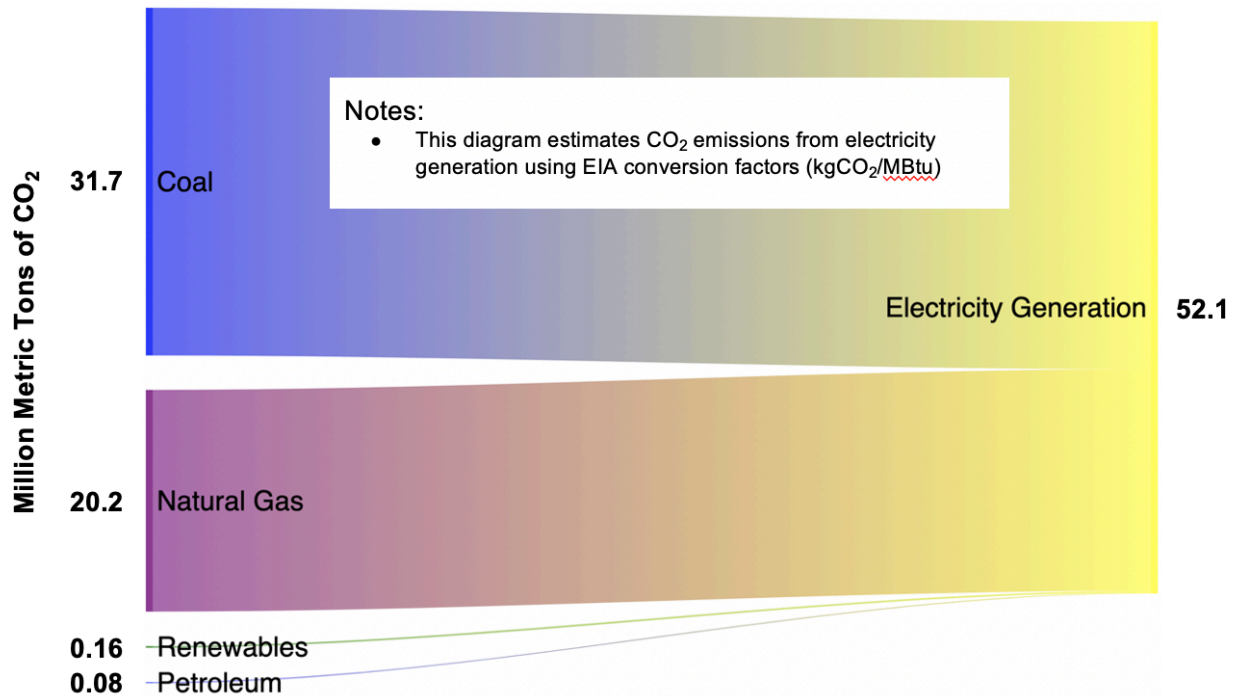 Million Metric Tons of CO₂
Notes:
● This diagram estimates CO₂ emissions from electricity
generation using EIA conversion factors (kgCO₂/MBtu)
31.7 Coal
Electricity Generation 52.1
20.2 Natural Gas
0.16 Renewables
0.08 Petroleum